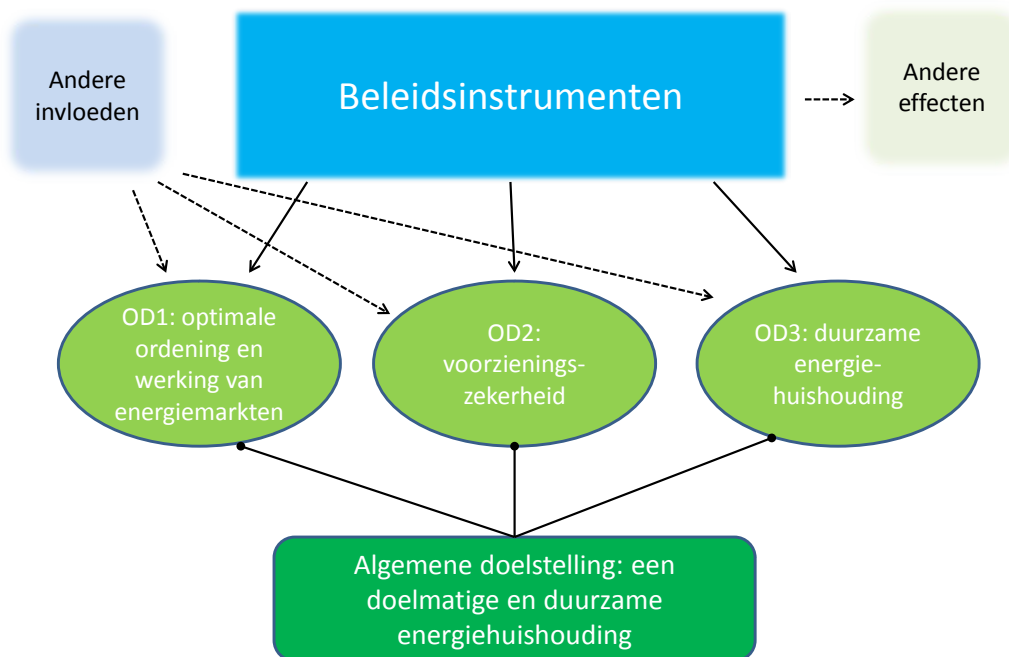 Andere
invloeden
Beleidsinstrumenten
Andere
effecten
OD1: optimale
ordening en
werking van
energiemarkten
OD2:
voorzienings-
zekerheid
OD3: duurzame
energie-
huishouding
Algemene doelstelling: een
doelmatige en duurzame
energiehuishouding